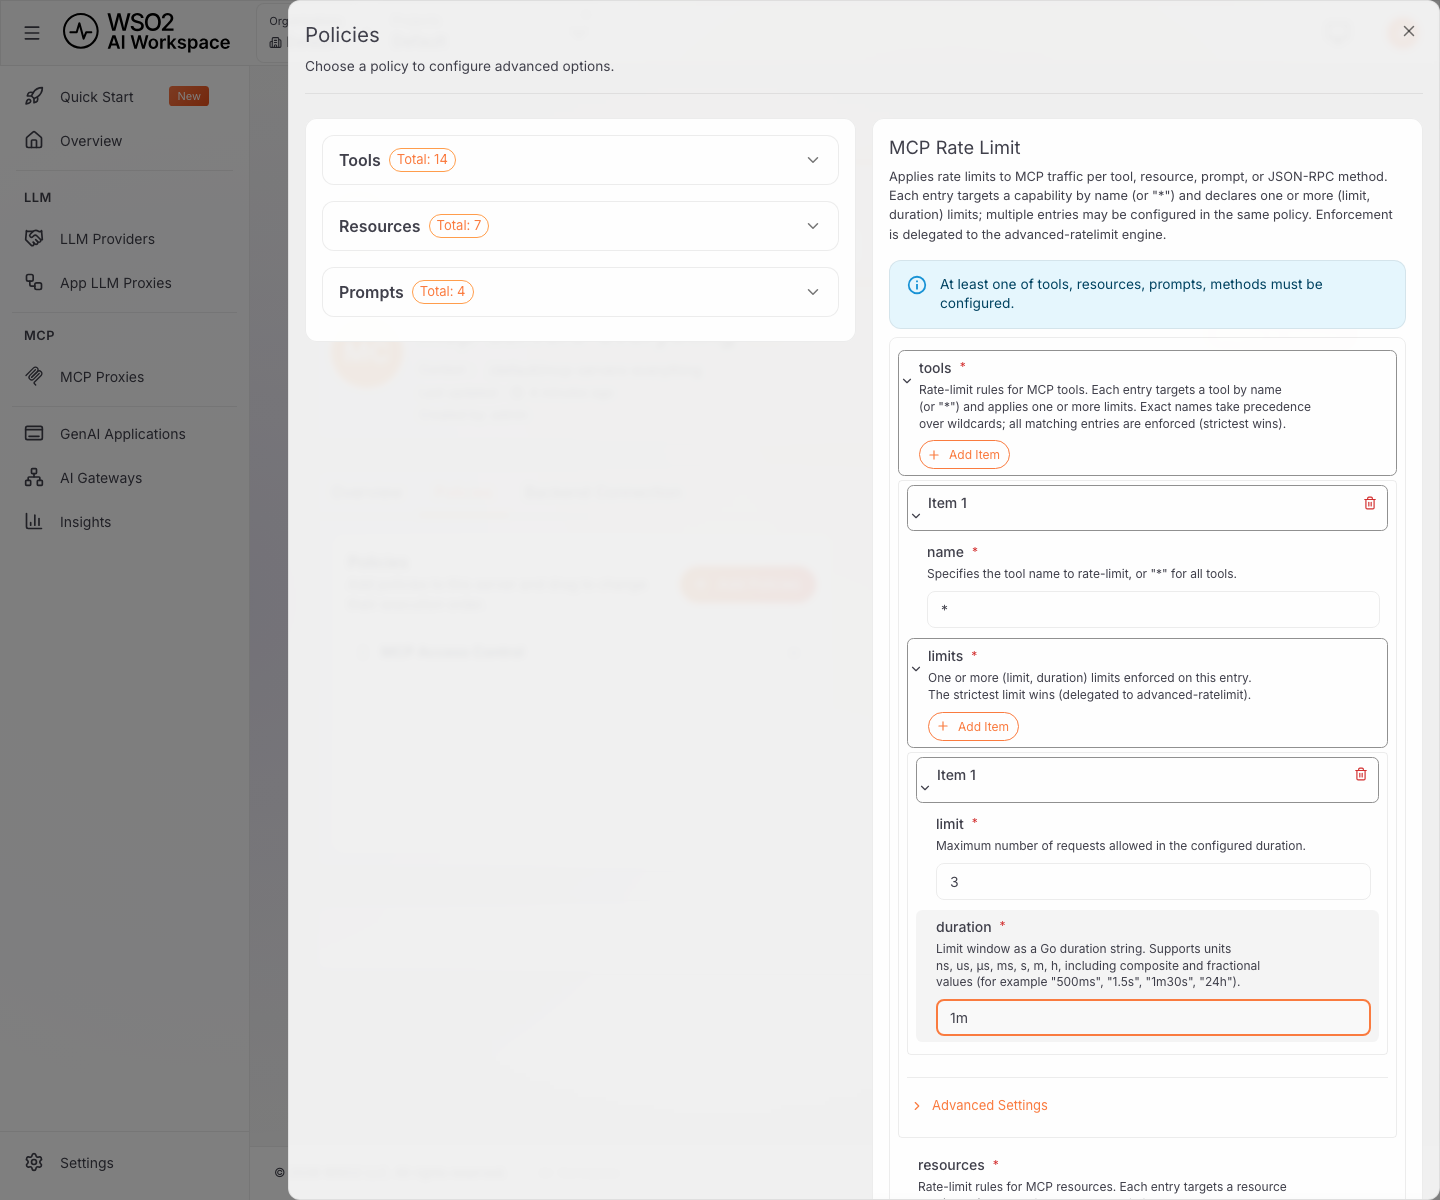 WSO2
AI Workspace
Org
Quick Start
New
Overview
LLM
LLM Providers
App LLM Proxies
MCP
MCP Proxies
GenAI Applications
AI Gateways
Insights
Settings
©
Policies
Choose a policy to configure advanced options.
Tools
Total: 14
Resources
Total: 7
Prompts
Total: 4
MCP Rate Limit
Applies rate limits to MCP traffic per tool, resource, prompt, or JSON-RPC method.
Each entry targets a capability by name (or "*") and declares one or more (limit,
duration) limits; multiple entries may be configured in the same policy. Enforcement
is delegated to the advanced-ratelimit engine.
At least one of tools, resources, prompts, methods must be
configured.
tools *
Rate-limit rules for MCP tools. Each entry targets a tool by name
(or "*") and applies one or more limits. Exact names take precedence
over wildcards; all matching entries are enforced (strictest wins).
+ Add Item
Item 1
name *
Specifies the tool name to rate-limit, or "*" for all tools.
*
limits *
One or more (limit, duration) limits enforced on this entry.
The strictest limit wins (delegated to advanced-ratelimit).
+ Add Item
Item 1
limit *
Maximum number of requests allowed in the configured duration.
3
duration *
Limit window as a Go duration string. Supports units
ns, us, µs, ms, s, m, h, including composite and fractional
values (for example "500ms", "1.5s", "1m30s", "24h").
1m
Advanced Settings
resources *
Rate-limit rules for MCP resources. Each entry targets a resource